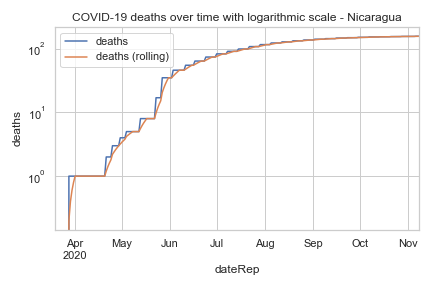 COVID-19 deaths over time with logarithmic scale - Nicaragua
deaths
deaths (rolling)
10²
10¹
10⁰
deaths
Apr May Jun Jul Aug Sep Oct Nov
2020
dateRep